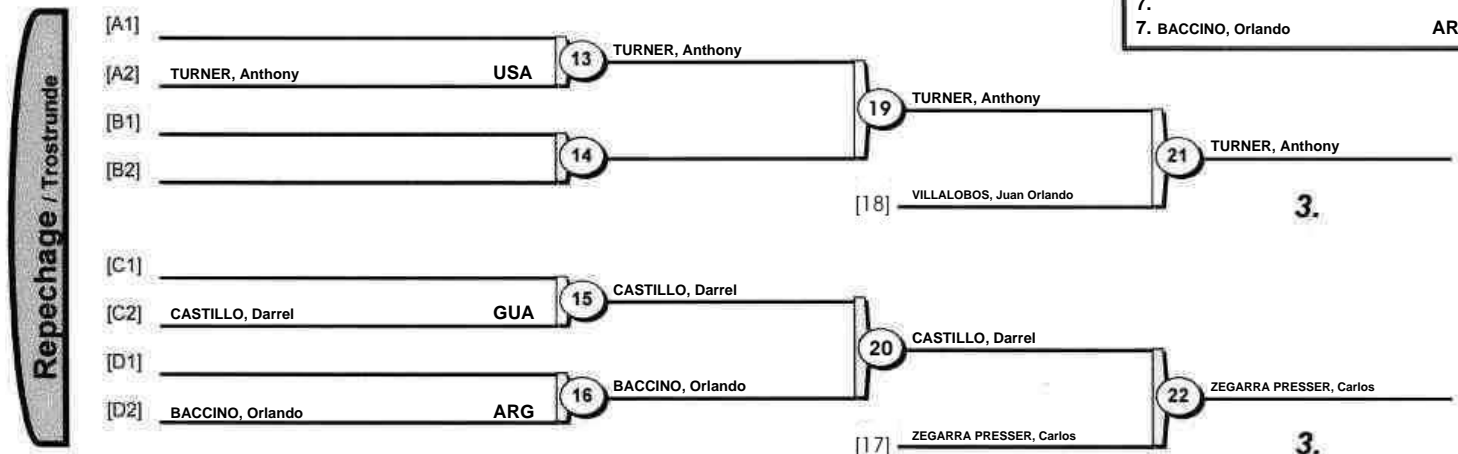 7.
7. BACCINO, Orlando AR
Repechage / Trostrunde
[A1]
[A2] TURNER, Anthony USA
13 TURNER, Anthony
[B1]
[B2]
14
19 TURNER, Anthony
[18] VILLALOBOS, Juan Orlando
21 TURNER, Anthony
3.
[C1]
[C2] CASTILLO, Darrel GUA
15 CASTILLO, Darrel
[D1]
[D2] BACCINO, Orlando ARG
16 BACCINO, Orlando
20 CASTILLO, Darrel
[17] ZEGARRA PRESSER, Carlos
22 ZEGARRA PRESSER, Carlos
3.